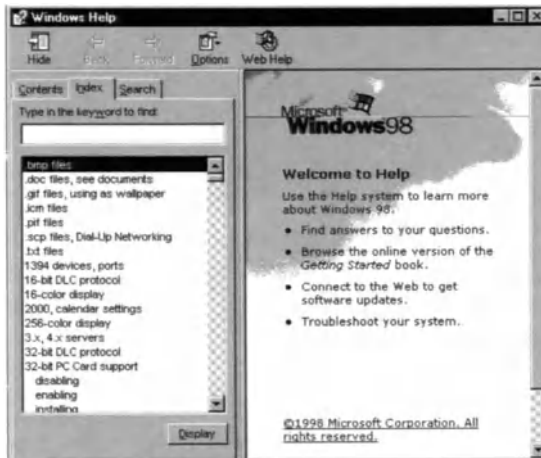 Windows Help
Hide Back Forward Options Web Help
Contents Index Search
Type in the keyword to find:
.bmp files
.doc files, see documents
.gif files, using as wallpaper
.icm files
.pif files
.scp files, Dial-Up Networking
.txt files
1394 devices, ports
16-bit DLC protocol
16-color display
2000, calendar settings
256-color display
3.x, 4.x servers
32-bit DLC protocol
32-bit PC Card support
disabling
enabling
installing
Display
Microsoft
Windows98
Welcome to Help
Use the Help system to learn more
about Windows 98.
• Find answers to your questions.
• Browse the online version of the
Getting Started book.
• Connect to the Web to get
software updates.
• Troubleshoot your system.
©1998 Microsoft Corporation. All
rights reserved.